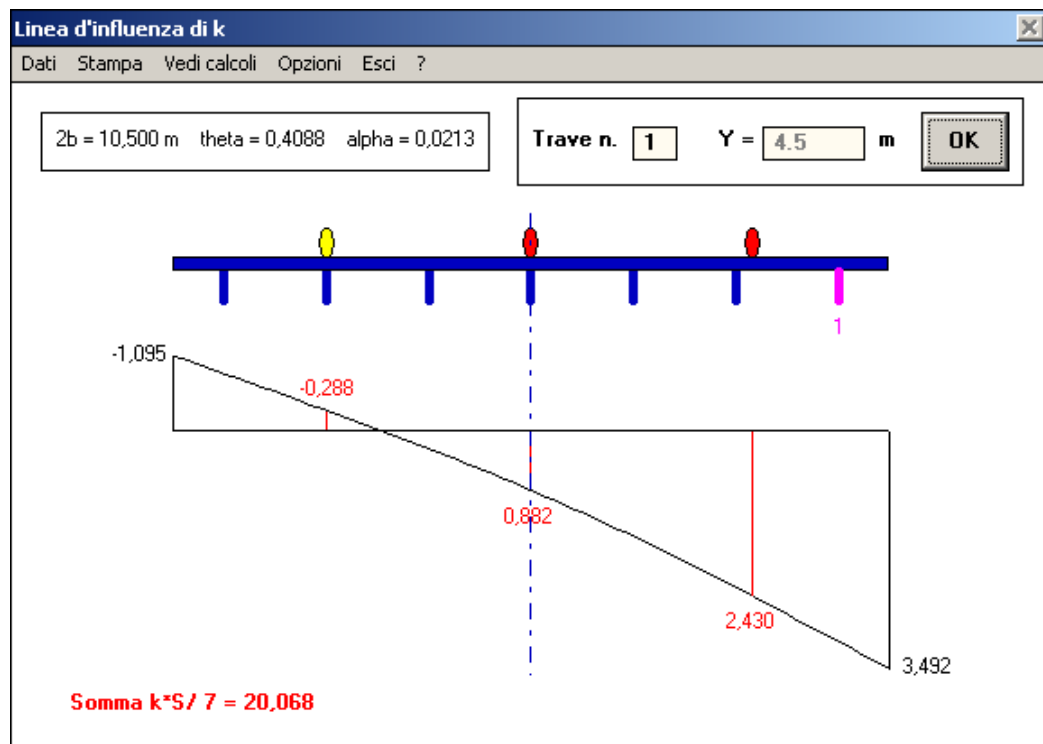 Linea d'influenza di k
Dati Stampa Vedi calcoli Opzioni Esci ?
2b = 10,500 m theta = 0,4088 alpha = 0,0213
Trave n. 1 Y = 4.5 m OK
1
-1,095
-0,288
0,882
2,430
3,492
Somma k*S/ 7 = 20,068